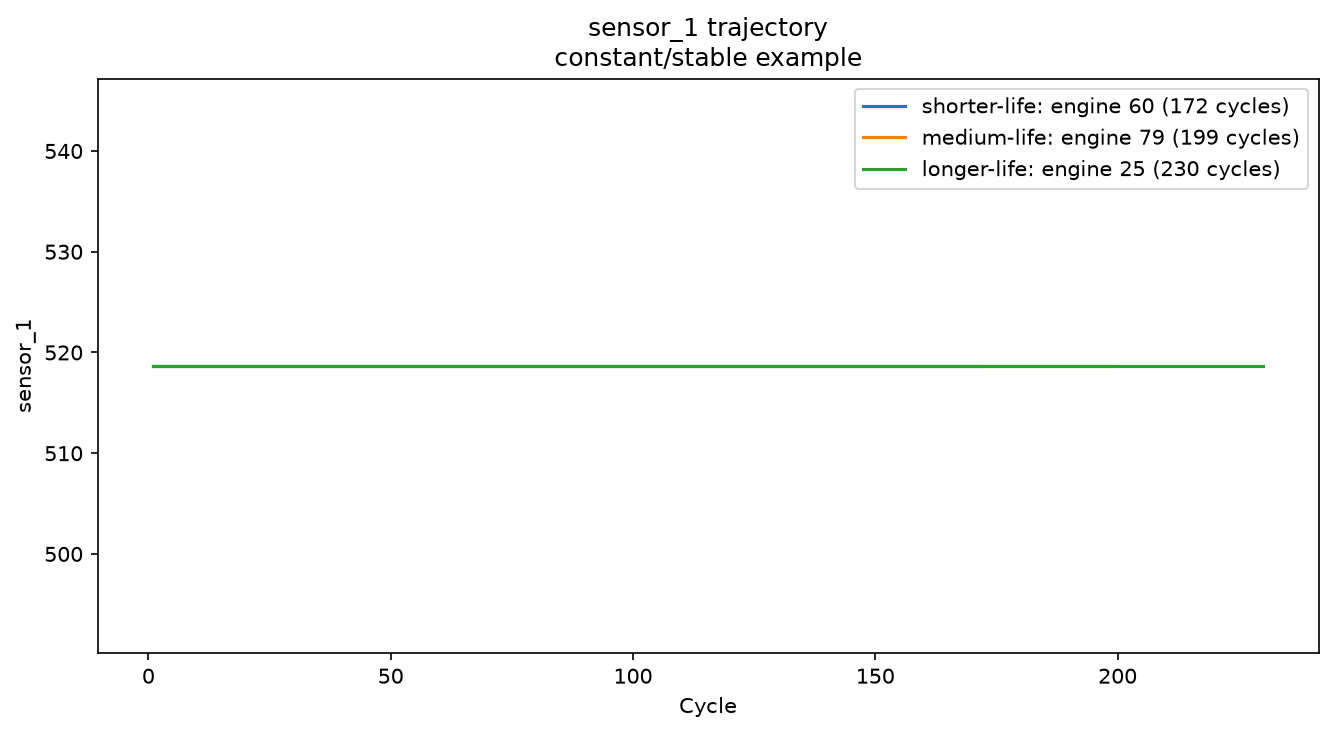 sensor_1 trajectory
constant/stable example
shorter-life: engine 60 (172 cycles)
medium-life: engine 79 (199 cycles)
longer-life: engine 25 (230 cycles)
sensor_1
540
530
520
510
500
0
50
100
150
200
Cycle